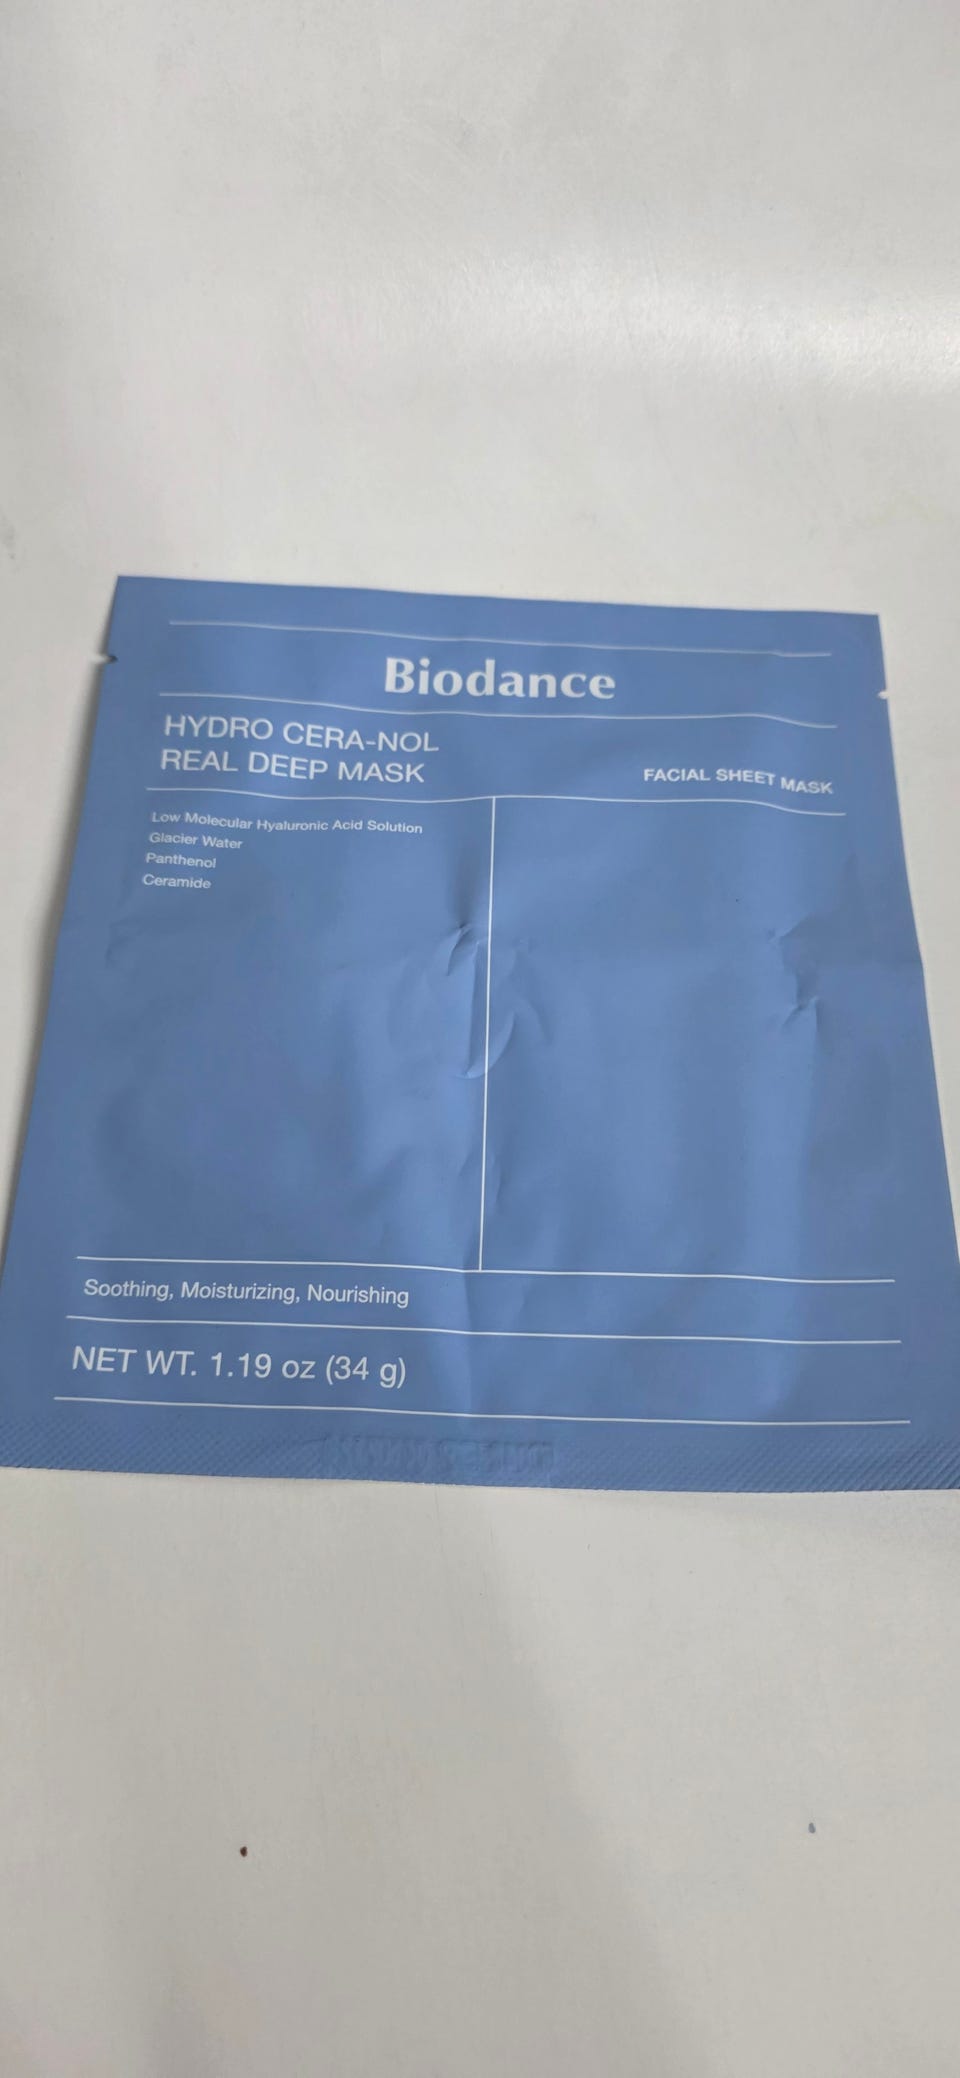 Biodance
HYDRO CERA-NOL
REAL DEEP MASK
FACIAL SHEET MASK
Low Molecular Hyaluronic Acid Solution
Glacier Water
Panthenol
Ceramide
Soothing, Moisturizing, Nourishing
NET WT. 1.19 oz (34 g)